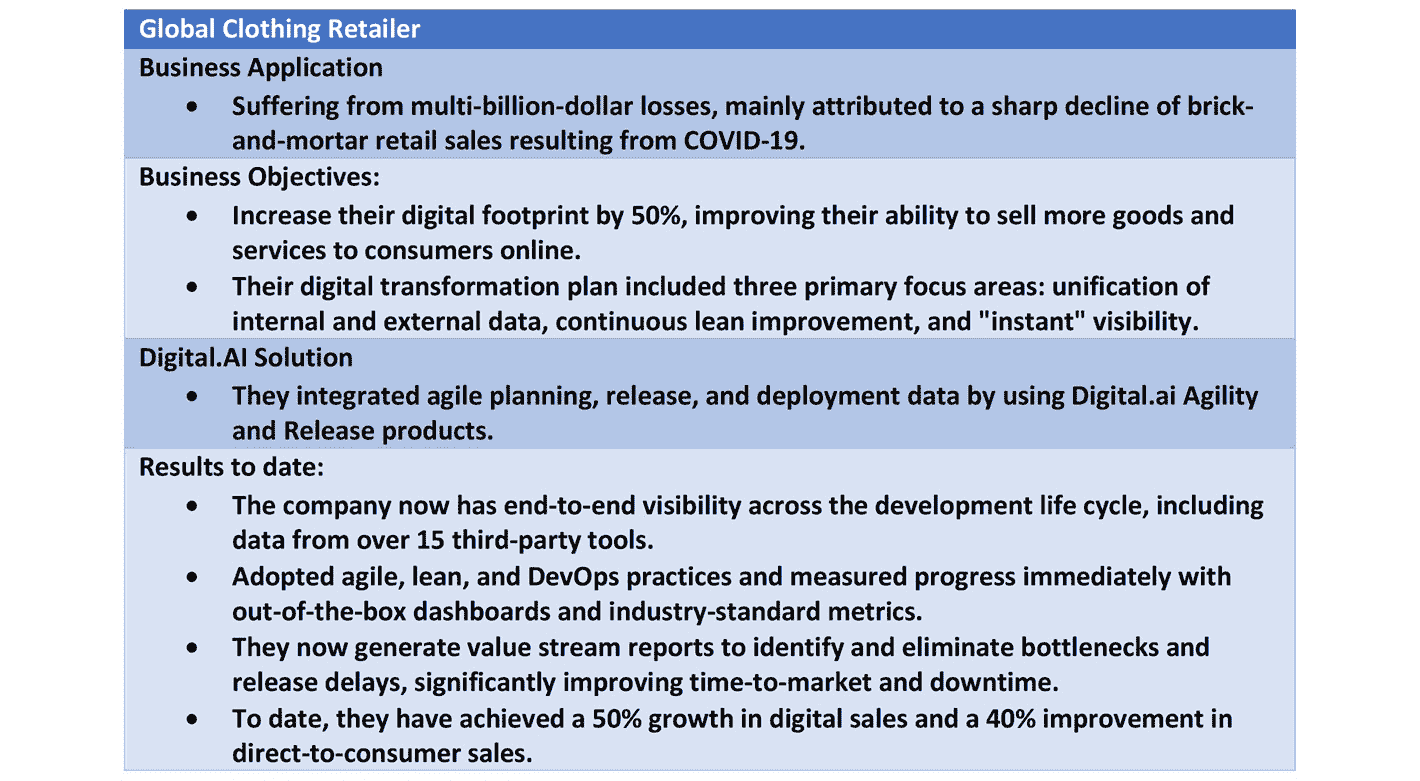 Global Clothing Retailer
Business Application
• Suffering from multi-billion-dollar losses, mainly attributed to a sharp decline of brick-
and-mortar retail sales resulting from COVID-19.
Business Objectives:
• Increase their digital footprint by 50%, improving their ability to sell more goods and
services to consumers online.
• Their digital transformation plan included three primary focus areas: unification of
internal and external data, continuous lean improvement, and "instant" visibility.
Digital.AI Solution
• They integrated agile planning, release, and deployment data by using Digital.ai Agility
and Release products.
Results to date:
• The company now has end-to-end visibility across the development life cycle, including
data from over 15 third-party tools.
• Adopted agile, lean, and DevOps practices and measured progress immediately with
out-of-the-box dashboards and industry-standard metrics.
• They now generate value stream reports to identify and eliminate bottlenecks and
release delays, significantly improving time-to-market and downtime.
• To date, they have achieved a 50% growth in digital sales and a 40% improvement in
direct-to-consumer sales.